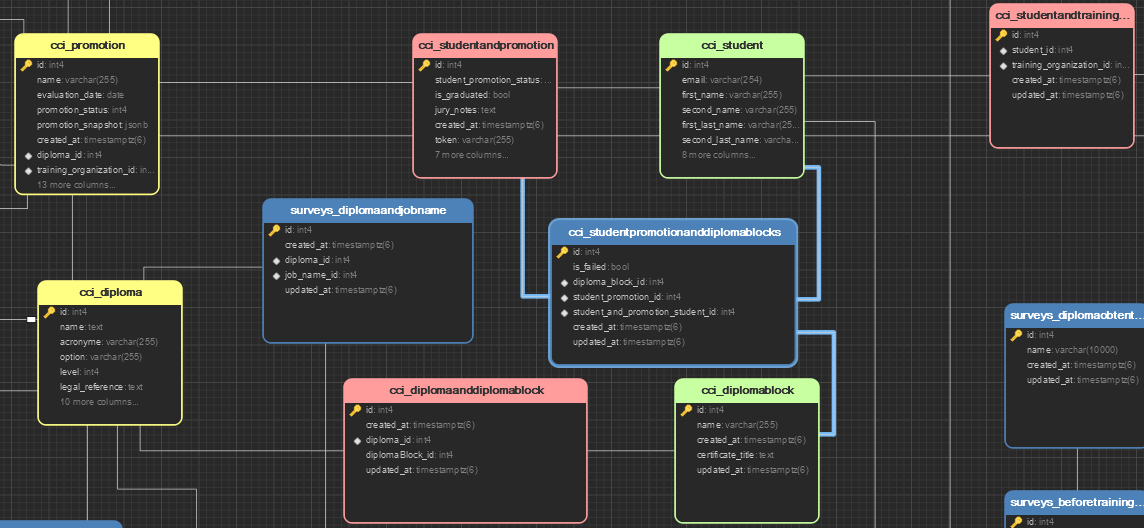 cci_promotion
id: int4
name: varchar(255)
evaluation_date: date
promotion_status: int4
promotion_snapshot: jsonb
created_at: timestamptz(6)
diploma_id: int4
training_organization_id: in...
13 more columns...
cci_studentandpromotion
id: int4
student_promotion_status: ...
is_graduated: bool
jury_notes: text
created_at: timestamptz(6)
token: varchar(255)
7 more columns...
cci_student
id: int4
email: varchar(254)
first_name: varchar(255)
second_name: varchar(255)
first_last_name: varchar(25...
second_last_name: varcha...
8 more columns...
cci_studentandtraining...
id: int4
student_id: int4
training_organization_id: in...
created_at: timestamptz(6)
updated_at: timestamptz(6)
surveys_diplomaandjobname
id: int4
created_at: timestamptz(6)
diploma_id: int4
job_name_id: int4
updated_at: timestamptz(6)
cci_studentpromotionanddiplomablocks
id: int4
is_failed: bool
diploma_block_id: int4
student_promotion_id: int4
student_and_promotion_student_id: int4
created_at: timestamptz(6)
updated_at: timestamptz(6)
cci_diploma
id: int4
name: text
acronyme: varchar(255)
option: varchar(255)
level: int4
legal_reference: text
10 more columns...
surveys_diplomaobtent...
id: int4
name: varchar(10000)
created_at: timestamptz(6)
updated_at: timestamptz(6)
cci_diplomaanddiplomablock
id: int4
created_at: timestamptz(6)
diploma_id: int4
diplomaBlock_id: int4
updated_at: timestamptz(6)
cci_diplomablock
id: int4
name: varchar(255)
created_at: timestamptz(6)
certificate_title: text
updated_at: timestamptz(6)
surveys_beforetraining...
id: int4